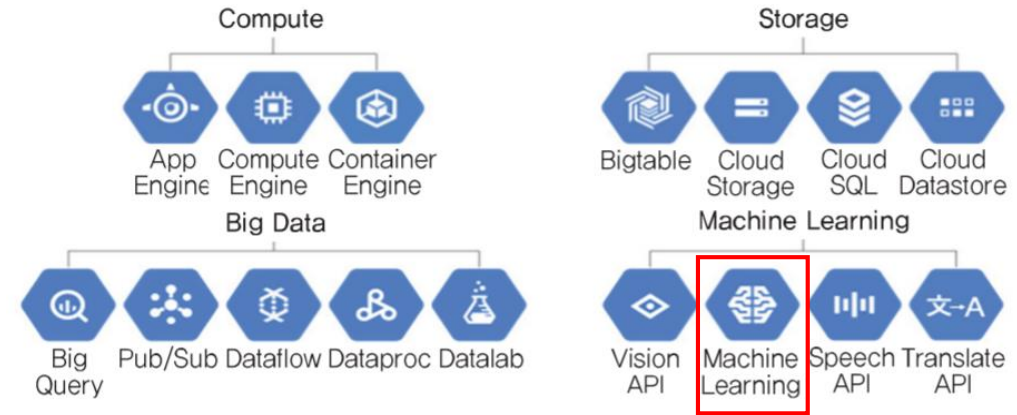 Compute
App Engine
Compute Engine
Container Engine
Storage
Bigtable
Cloud Storage
Cloud SQL
Cloud Datastore
Big Data
Big Query
Pub/Sub
Dataflow
Dataproc
Datalab
Machine Learning
Vision API
Machine Learning
Speech API
文→A
Translate API